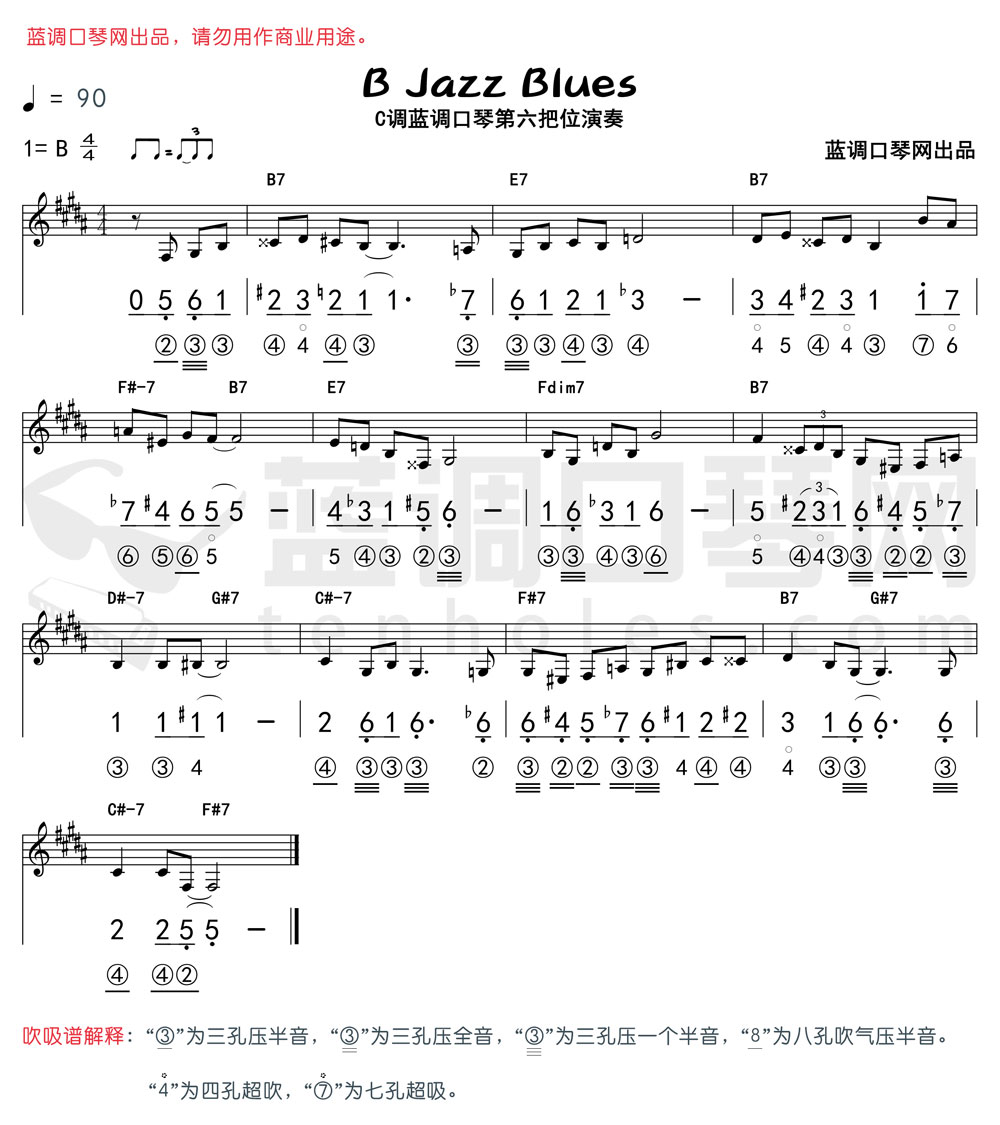 蓝调口琴网出品，请勿用作商业用途。
B Jazz Blues
♩ = 90
C调蓝调口琴第六把位演奏
1= B 4/4
3
蓝调口琴网出品
B7 E7 B7
0 5 6 1 | #2 3 ♮2 1 1· ♭7 | 6 1 2 1 ♭3 － | 3 4 #2 3 1 1 7
② ③ ③ ④ 4 ④ ③ ③ ③ ③ ④ ③ ④ 4 5 ④ 4 ③ ⑦ 6
F#-7 B7 E7 Fdim7 B7
3
♭7 #4 6 5 5 － | 4 ♭3 1 #5 6 － | 1 6 ♭3 1 6 － | 5 #2 3 1 #6 #4 5 ♭7
⑥ ⑤ ⑥ 5 5 ④ ③ ② ③ ③ ③ ④ ③ ⑥ 5 ④ 4 ③ ③ ② ② ③
蓝调口琴网
tenholes.com
D#-7 G#7 C#-7 F#7 B7 G#7
1 1 #1 1 － | 2 6 1 6· ♭6 | 6 #4 5 ♭7 6 #1 2 #2 | 3 1 6 6· 6
③ ③ 4 ④ ③ ③ ③ ② ③ ② ② ③ ③ 4 ④ ④ 4 ③ ③ ③
C#-7 F#7
2 2 5 5 －
④ ④ ②
吹吸谱解释：“③”为三孔压半音，“③”为三孔压全音，“③”为三孔压一个半音，“8”为八孔吹气压半音。
“4”为四孔超吹，“⑦”为七孔超吸。